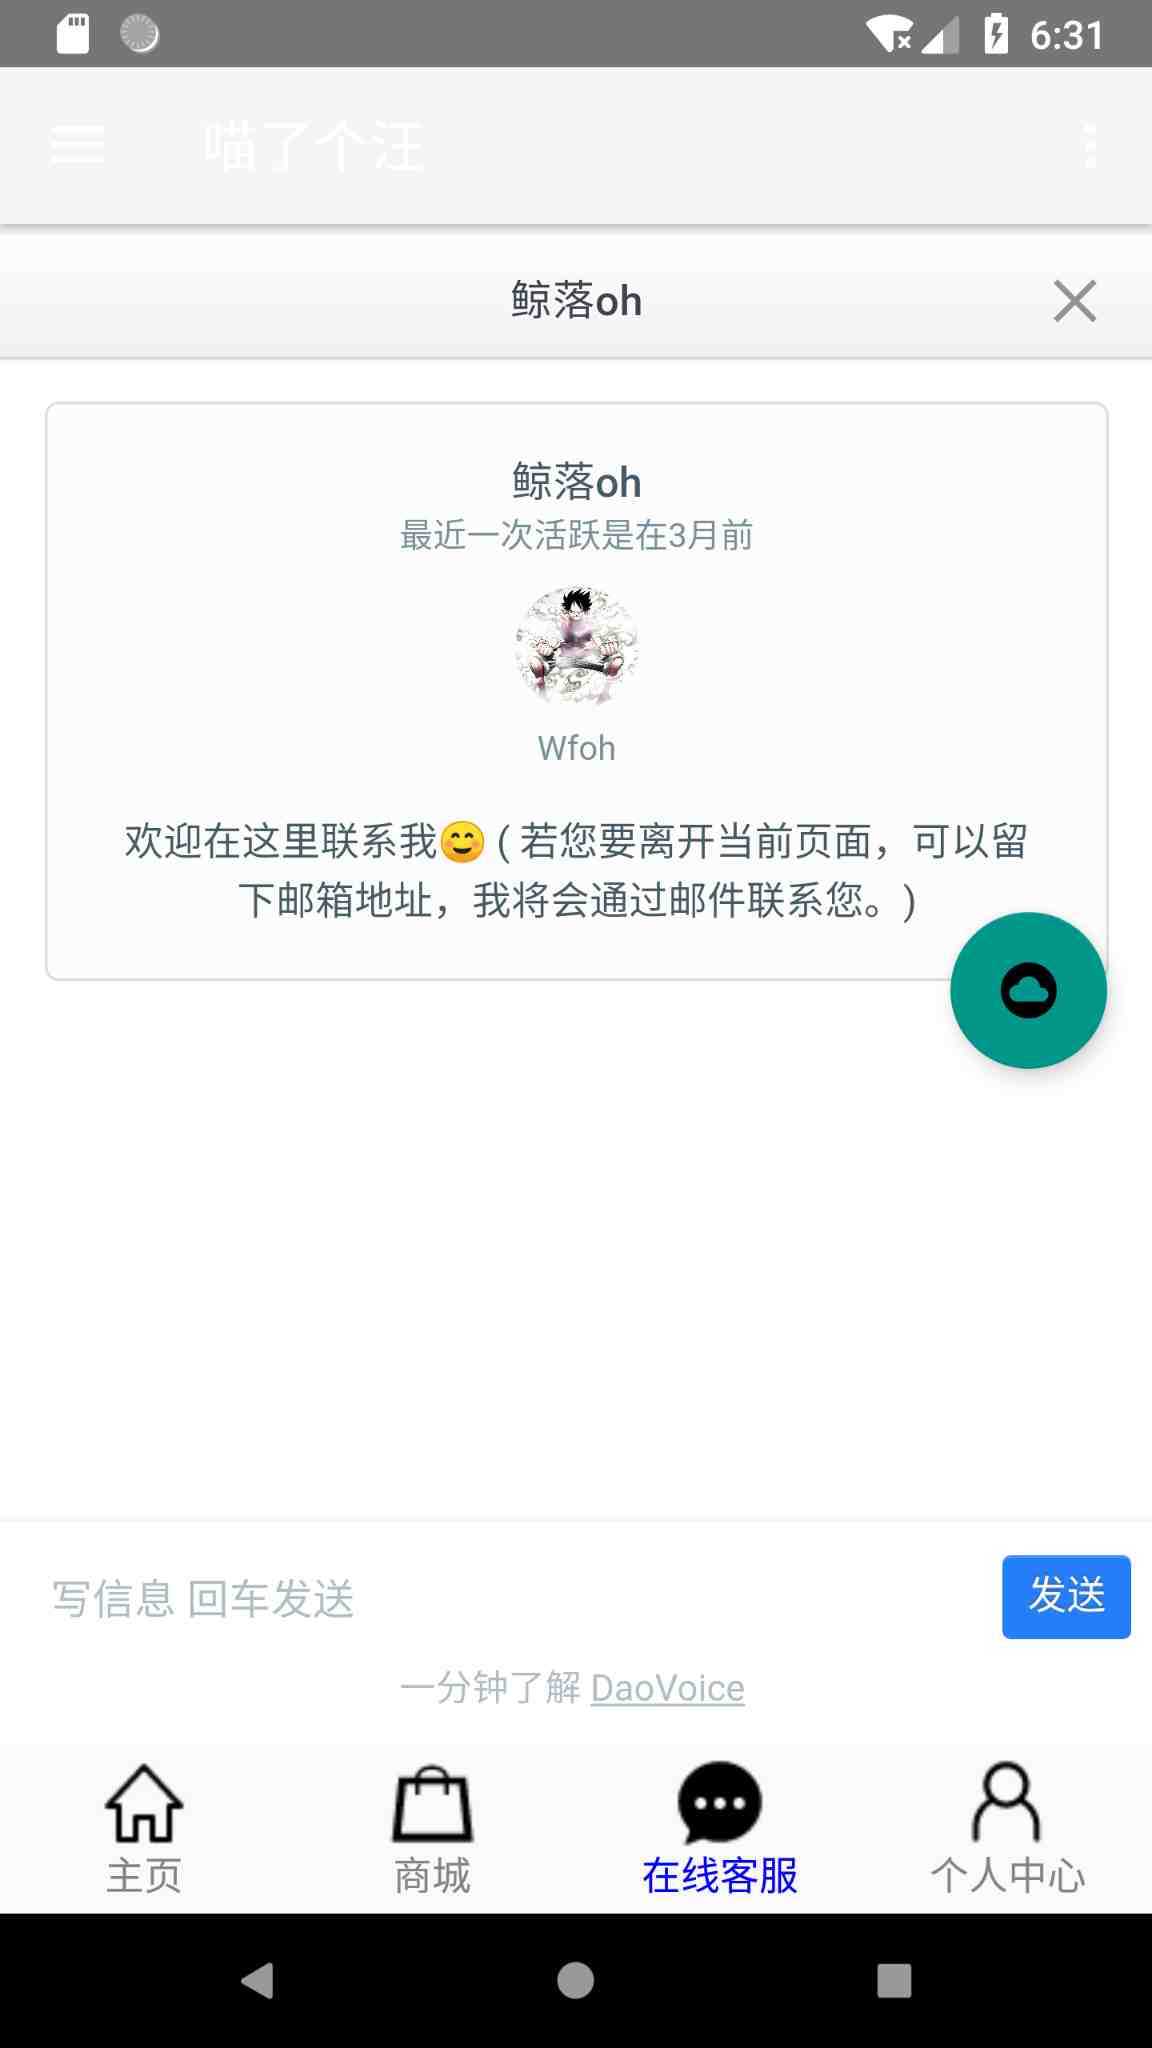 6:31
喵了个汪
鲸落oh
鲸落oh
最近一次活跃是在3月前
Wfoh
欢迎在这里联系我😊 ( 若您要离开当前页面，可以留
下邮箱地址，我将会通过邮件联系您。)
写信息 回车发送
发送
一分钟了解 DaoVoice
主页
商城
在线客服
个人中心